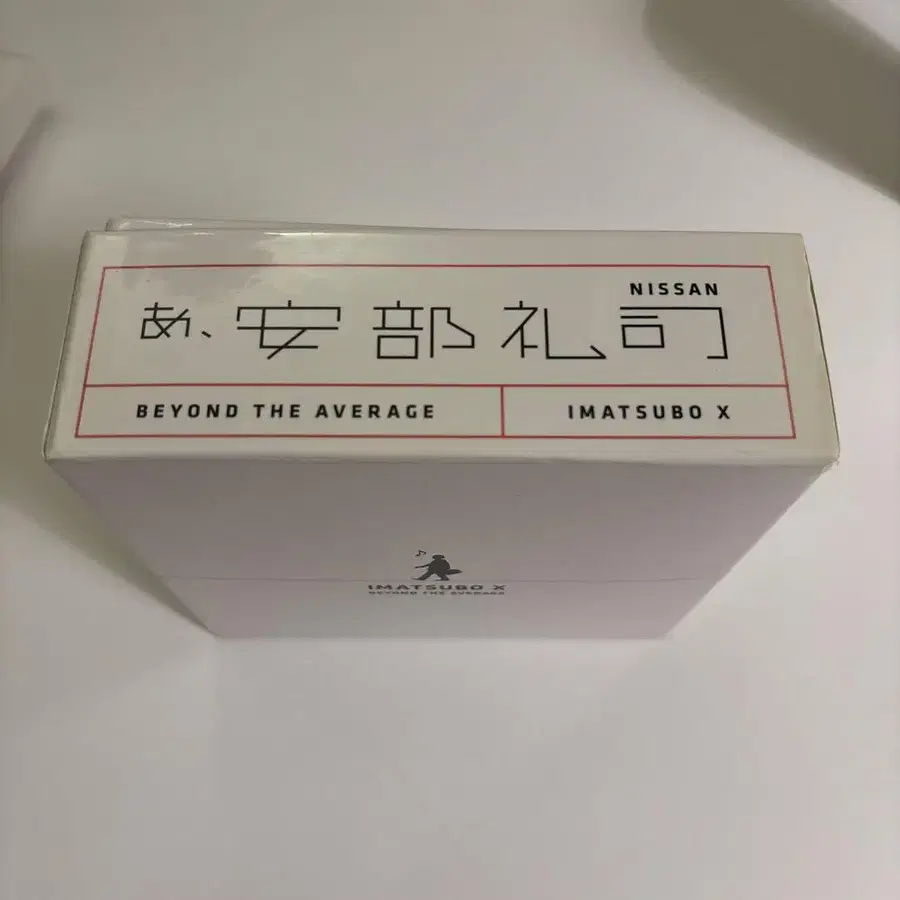 NISSAN
あ、安部礼司
BEYOND THE AVERAGE
IMATSUBO X
IMATSUBO X
BEYOND THE AVERAGE